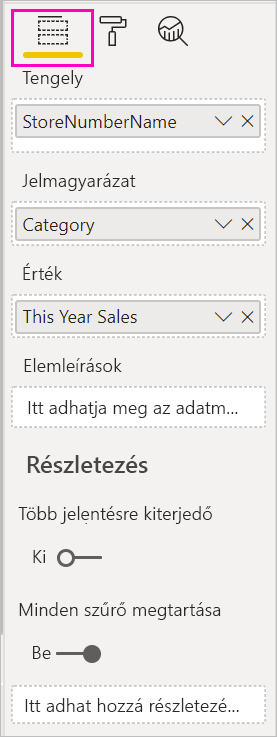 Tengely
StoreNumberName
Jelmagyarázat
Category
Érték
This Year Sales
Elemleírások
Itt adhatja meg az adatm...
Részletezés
Több jelentésre kiterjedő
Ki
Minden szűrő megtartása
Be
Itt adhat hozzá részletezé...